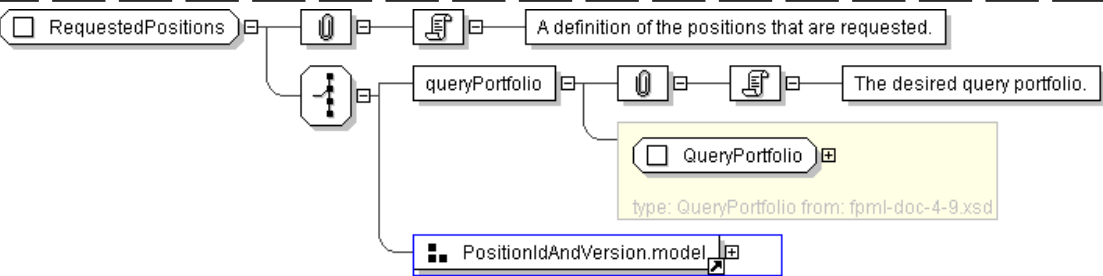 RequestedPositions
A definition of the positions that are requested.
queryPortfolio
The desired query portfolio.
QueryPortfolio
type: QueryPortfolio from: fpml-doc-4-9.xsd
PositionIdAndVersion.model